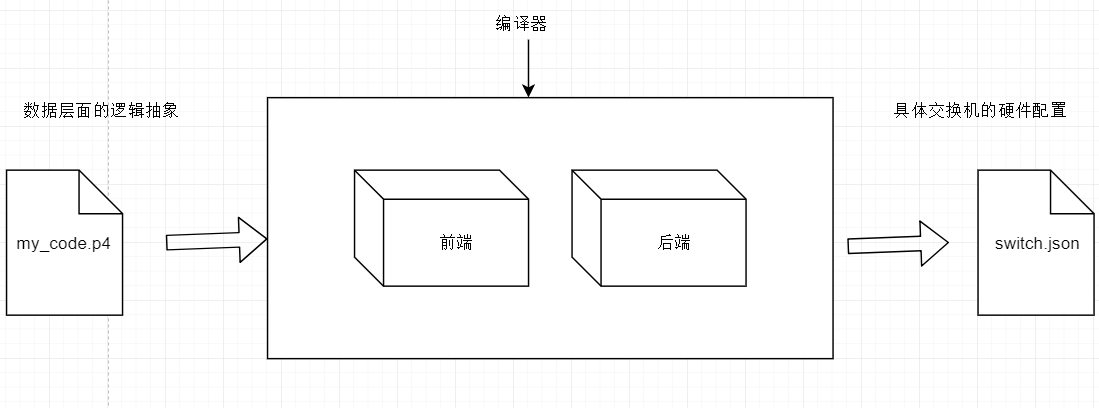 编译器
数据层面的逻辑抽象
具体交换机的硬件配置
my_code.p4
前端
后端
switch.json